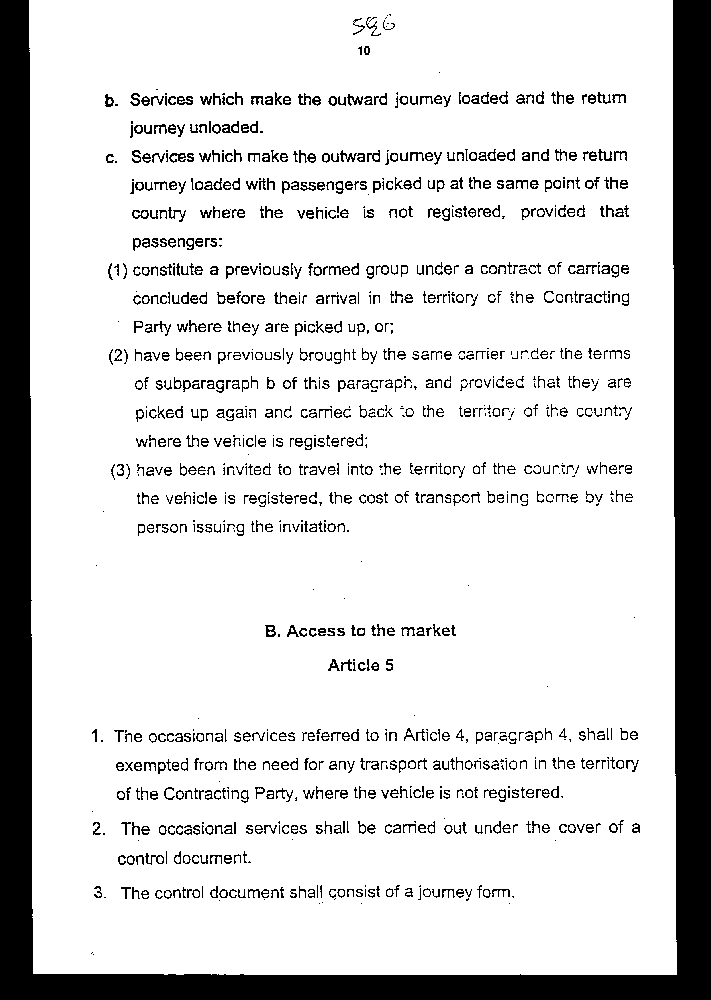 596
10
b. Services which make the outward journey loaded and the return
journey unloaded.
c. Services which make the outward journey unloaded and the return
journey loaded with passengers picked up at the same point of the
country where the vehicle is not registered, provided that
passengers:
(1) constitute a previously formed group under a contract of carriage
concluded before their arrival in the territory of the Contracting
Party where they are picked up, or;
(2) have been previously brought by the same carrier under the terms
of subparagraph b of this paragraph, and provided that they are
picked up again and carried back to the territory of the country
where the vehicle is registered;
(3) have been invited to travel into the territory of the country where
the vehicle is registered, the cost of transport being borne by the
person issuing the invitation.
B. Access to the market
Article 5
1. The occasional services referred to in Article 4, paragraph 4, shall be
exempted from the need for any transport authorisation in the territory
of the Contracting Party, where the vehicle is not registered.
2. The occasional services shall be carried out under the cover of a
control document.
3. The control document shall consist of a journey form.